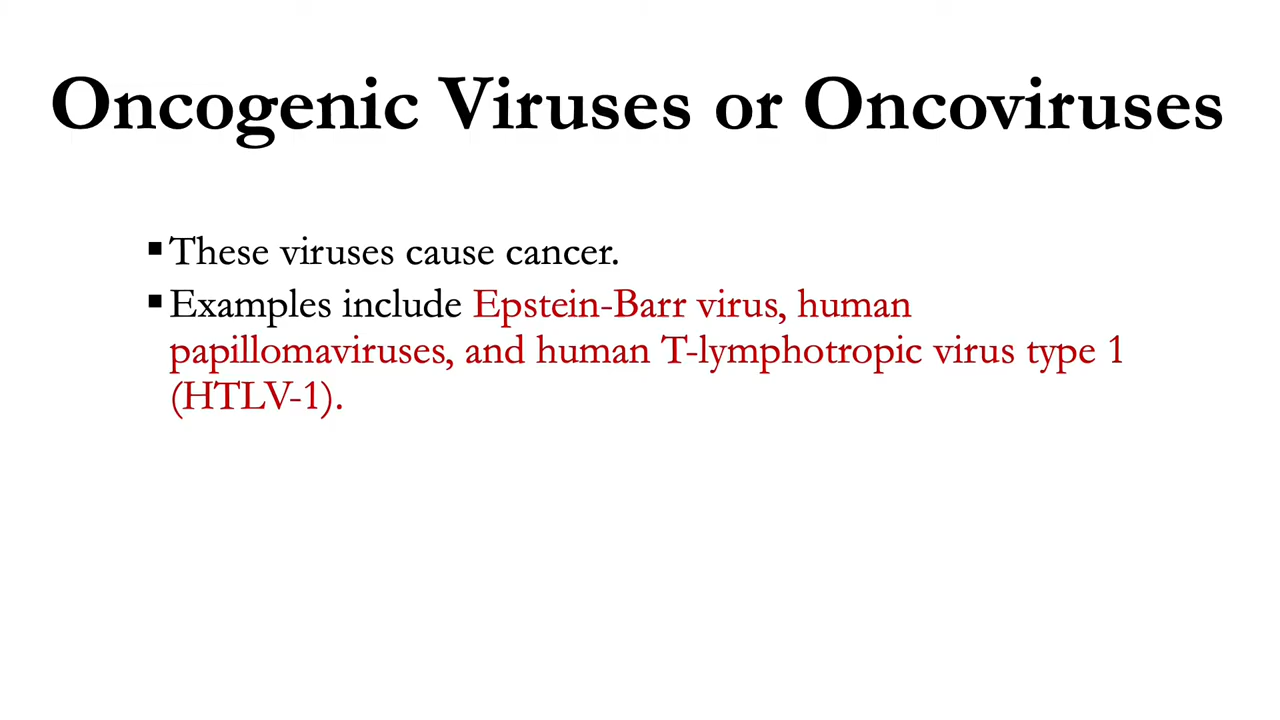 Oncogenic Viruses or Oncoviruses
▪These viruses cause cancer.
▪Examples include Epstein-Barr virus, human
papillomaviruses, and human T-lymphotropic virus type 1
(HTLV-1).